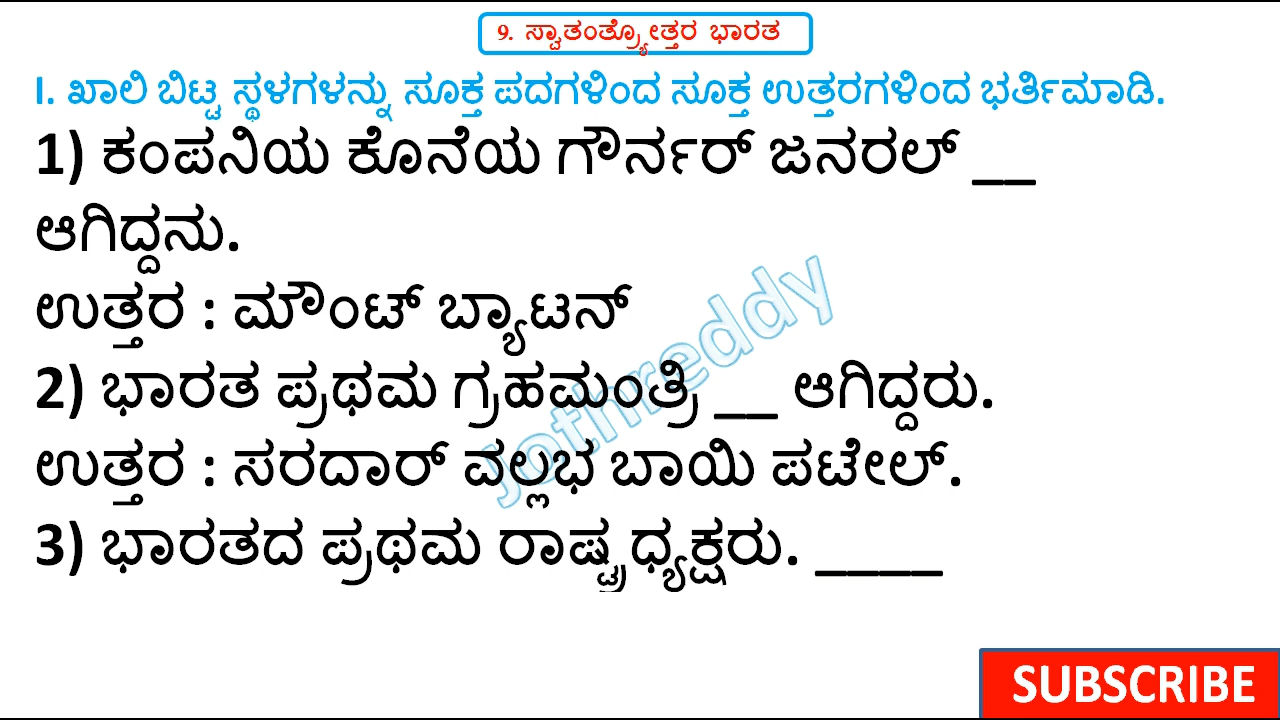 9. ಸ್ವಾತಂತ್ರ್ಯೋತ್ತರ ಭಾರತ
I. ಖಾಲಿ ಬಿಟ್ಟ ಸ್ಥಳಗಳನ್ನು ಸೂಕ್ತ ಪದಗಳಿಂದ ಸೂಕ್ತ ಉತ್ತರಗಳಿಂದ ಭರ್ತಿಮಾಡಿ.
1) ಕಂಪನಿಯ ಕೊನೆಯ ಗೌರ್ನರ್ ಜನರಲ್ __
ಆಗಿದ್ದನು.
ಉತ್ತರ : ಮೌಂಟ್ ಬ್ಯಾಟನ್
2) ಭಾರತ ಪ್ರಥಮ ಗ್ರಹಮಂತ್ರಿ __ ಆಗಿದ್ದರು.
ಉತ್ತರ : ಸರದಾರ್ ವಲ್ಲಭ ಬಾಯಿ ಪಟೇಲ್.
3) ಭಾರತದ ಪ್ರಥಮ ರಾಷ್ಟ್ರಧ್ಯಕ್ಷರು. ____
Jothreddy
SUBSCRIBE